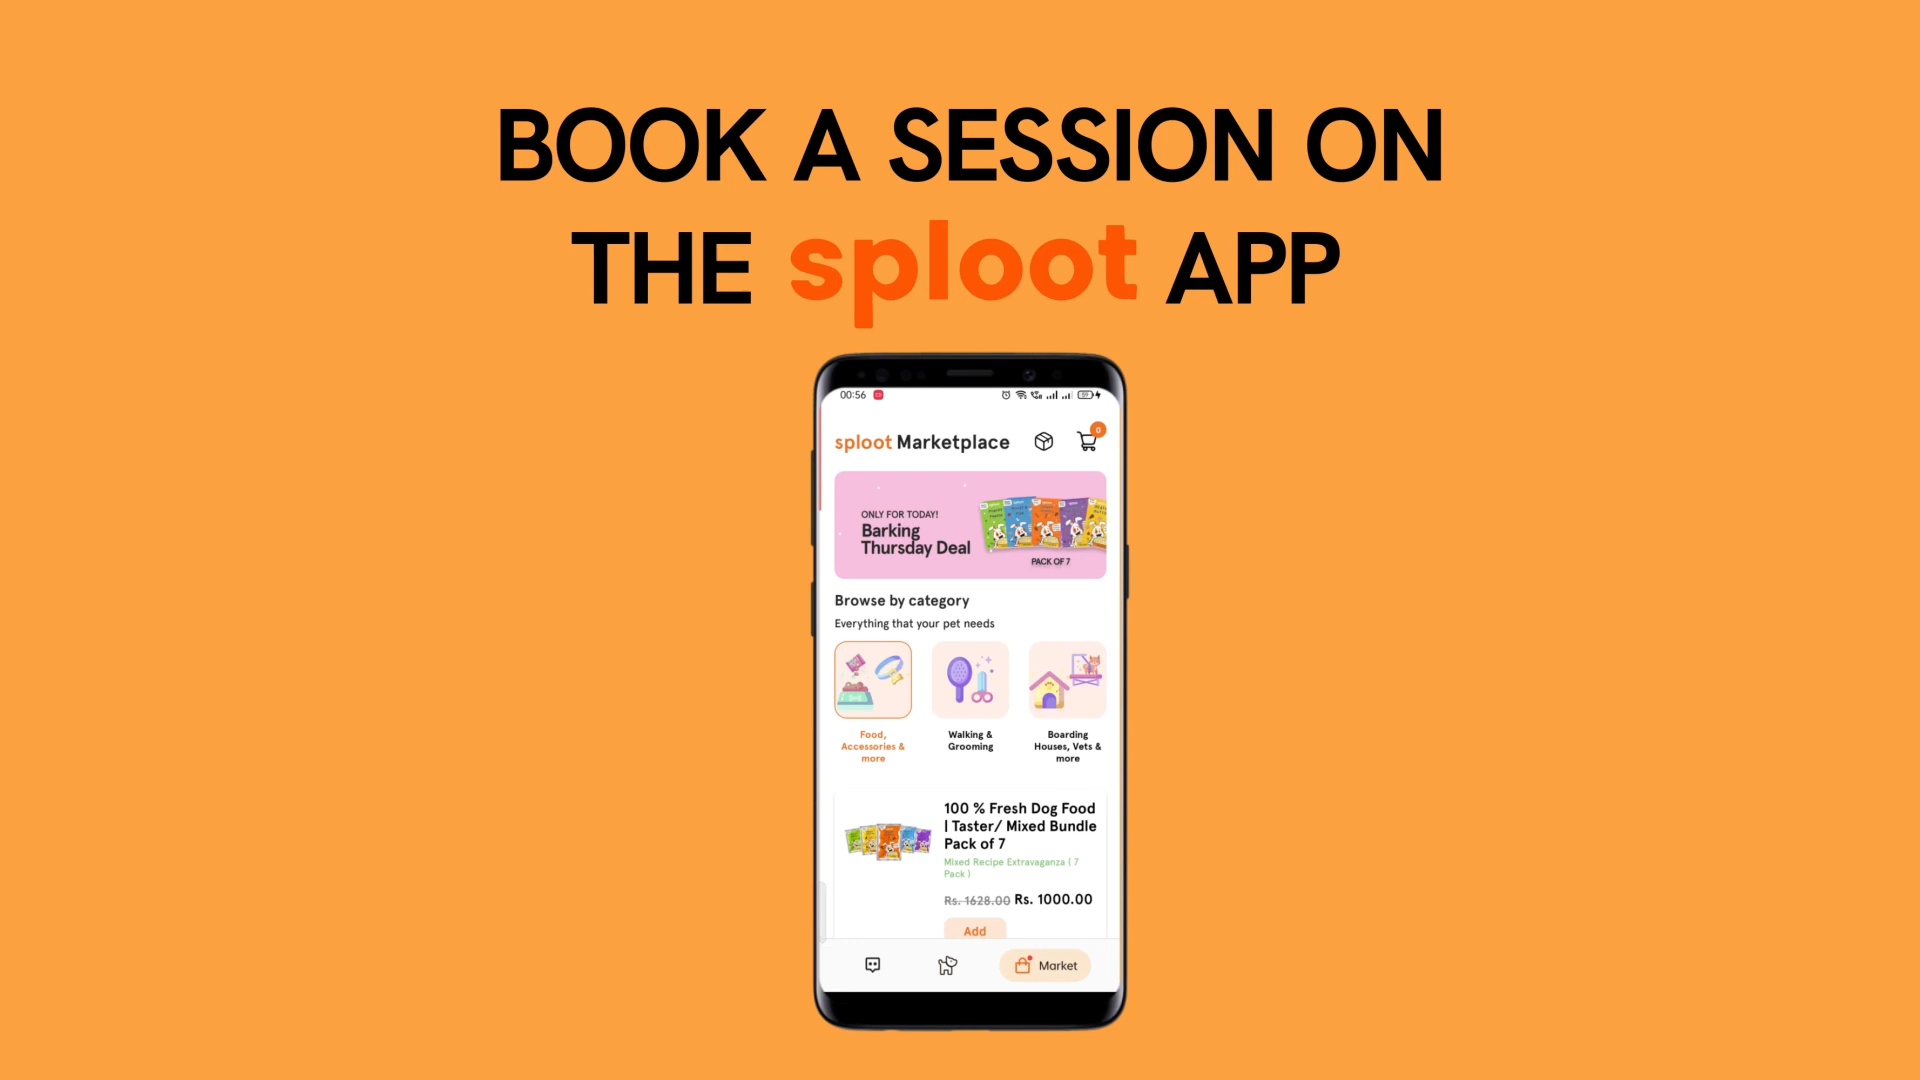 BOOK A SESSION ON
THE sploot APP
00:56
sploot Marketplace
0
ONLY FOR TODAY!
Barking
Thursday Deal
PACK OF 7
Browse by category
Everything that your pet needs
Food,
Accessories &
more
Walking &
Grooming
Boarding
Houses, Vets &
more
100 % Fresh Dog Food
| Taster/ Mixed Bundle
Pack of 7
Mixed Recipe Extravaganza ( 7
Pack )
Rs. 1628.00 Rs. 1000.00
Add
Market